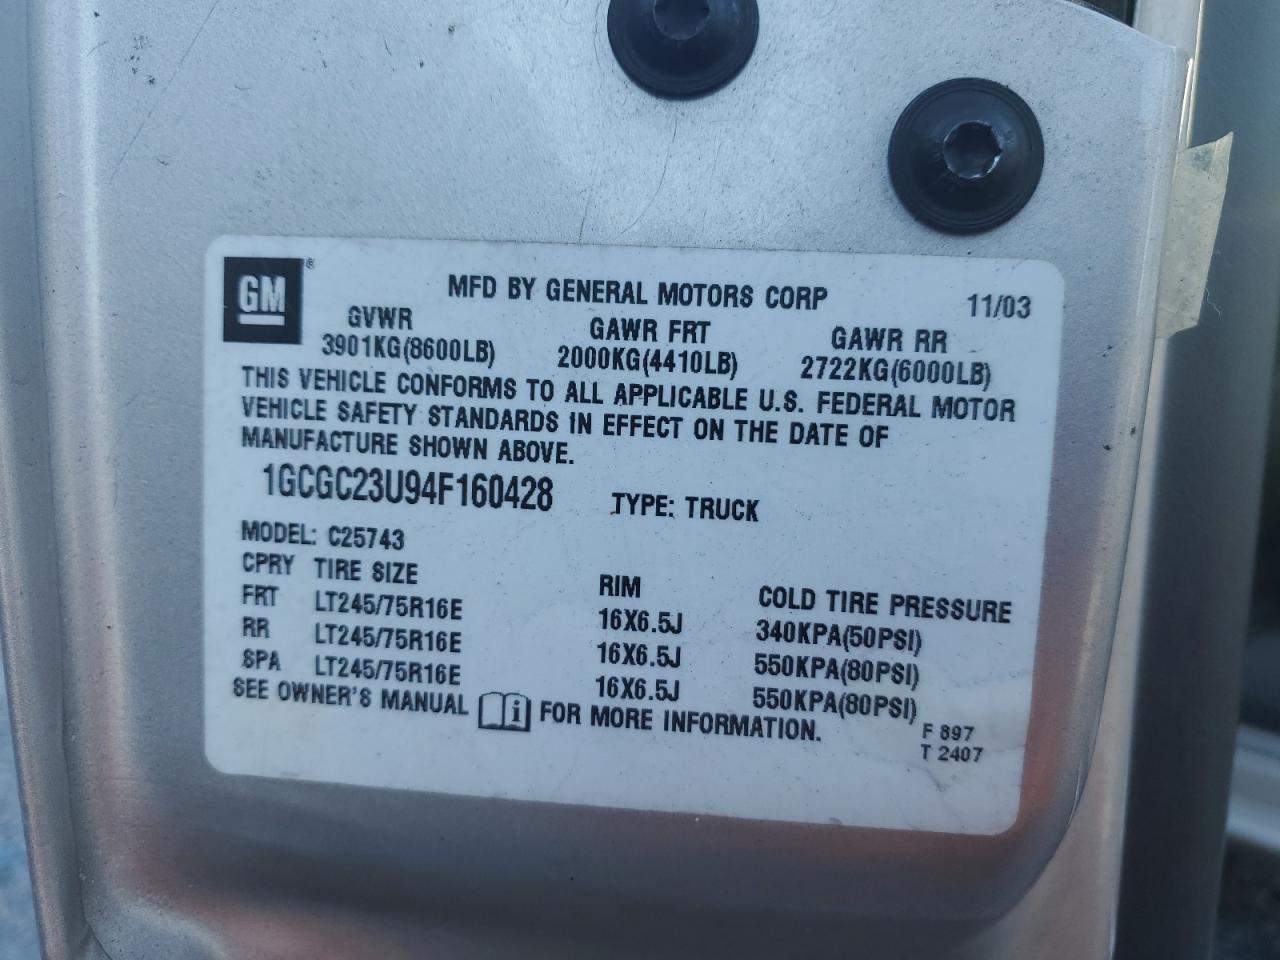 GM®
MFD BY GENERAL MOTORS CORP 11/03
GVWR GAWR FRT GAWR RR
3901KG(8600LB) 2000KG(4410LB) 2722KG(6000LB)
THIS VEHICLE CONFORMS TO ALL APPLICABLE U.S. FEDERAL MOTOR
VEHICLE SAFETY STANDARDS IN EFFECT ON THE DATE OF
MANUFACTURE SHOWN ABOVE.
1GCGC23U94F160428 TYPE: TRUCK
MODEL: C25743
CPRY TIRE SIZE RIM COLD TIRE PRESSURE
FRT LT245/75R16E 16X6.5J 340KPA(50PSI)
RR LT245/75R16E 16X6.5J 550KPA(80PSI)
SPA LT245/75R16E 16X6.5J 550KPA(80PSI)
SEE OWNER'S MANUAL i FOR MORE INFORMATION.
F 897
T 2407